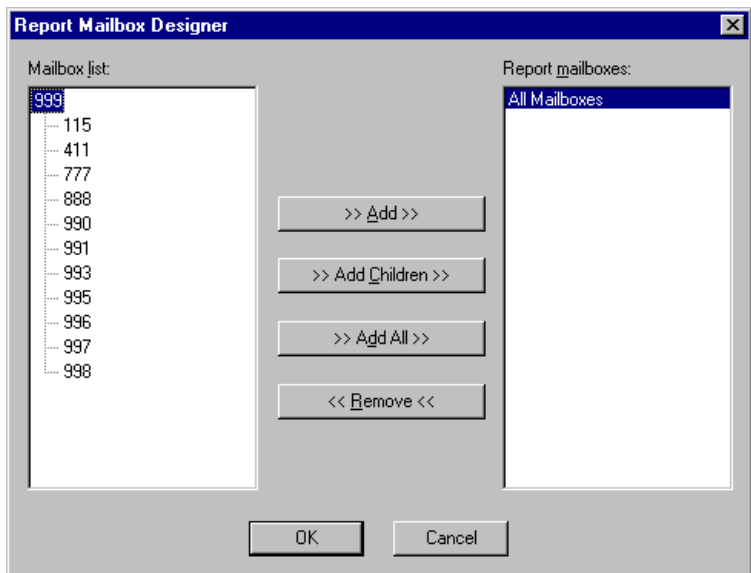 Report Mailbox Designer
Mailbox list:
999
115
411
777
888
990
991
993
995
996
997
998
>> Add >>
>> Add Children >>
>> Add All >>
<< Remove <<
Report mailboxes:
All Mailboxes
OK
Cancel